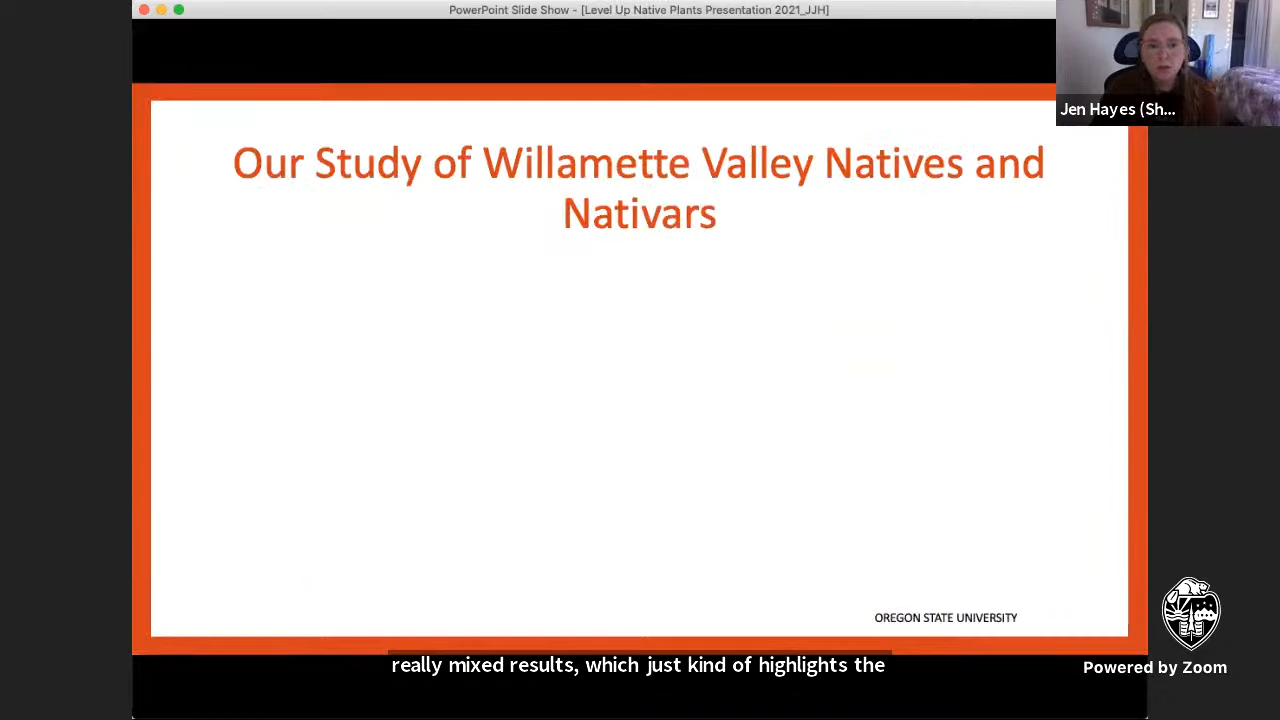 PowerPoint Slide Show - [Level Up Native Plants Presentation 2021_JJH]
Jen Hayes (Sh...
Our Study of Willamette Valley Natives and
Nativars
OREGON STATE UNIVERSITY
really mixed results, which just kind of highlights the
Powered by Zoom